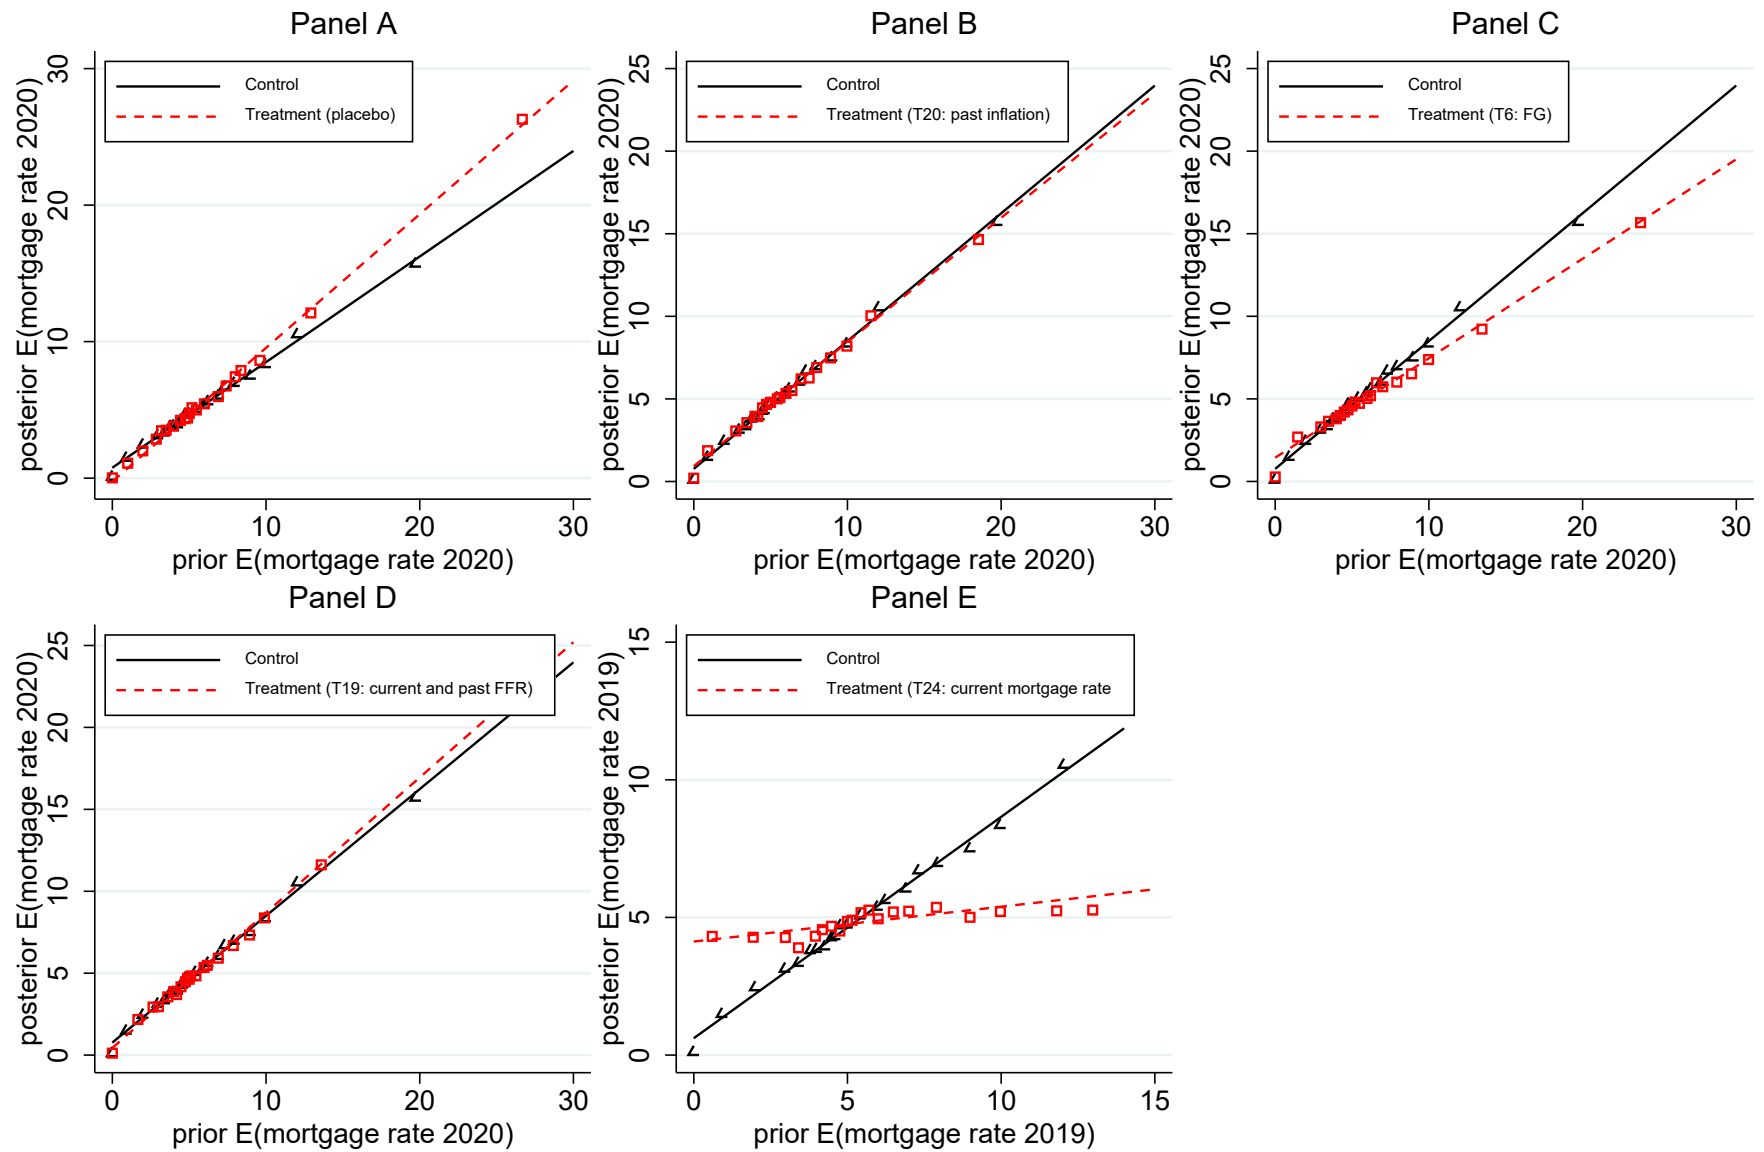 Panel A
30
20
10
0
posterior E(mortgage rate 2020)
Control
Treatment (placebo)
0 10 20 30
prior E(mortgage rate 2020)
Panel B
25
20
15
10
5
0
posterior E(mortgage rate 2020)
Control
Treatment (T20: past inflation)
0 10 20 30
prior E(mortgage rate 2020)
Panel C
25
20
15
10
5
0
posterior E(mortgage rate 2020)
Control
Treatment (T6: FG)
0 10 20 30
prior E(mortgage rate 2020)
Panel D
25
20
15
10
5
0
posterior E(mortgage rate 2020)
Control
Treatment (T19: current and past FFR)
0 10 20 30
prior E(mortgage rate 2020)
Panel E
15
10
5
0
posterior E(mortgage rate 2019)
Control
Treatment (T24: current mortgage rate
0 5 10 15
prior E(mortgage rate 2019)